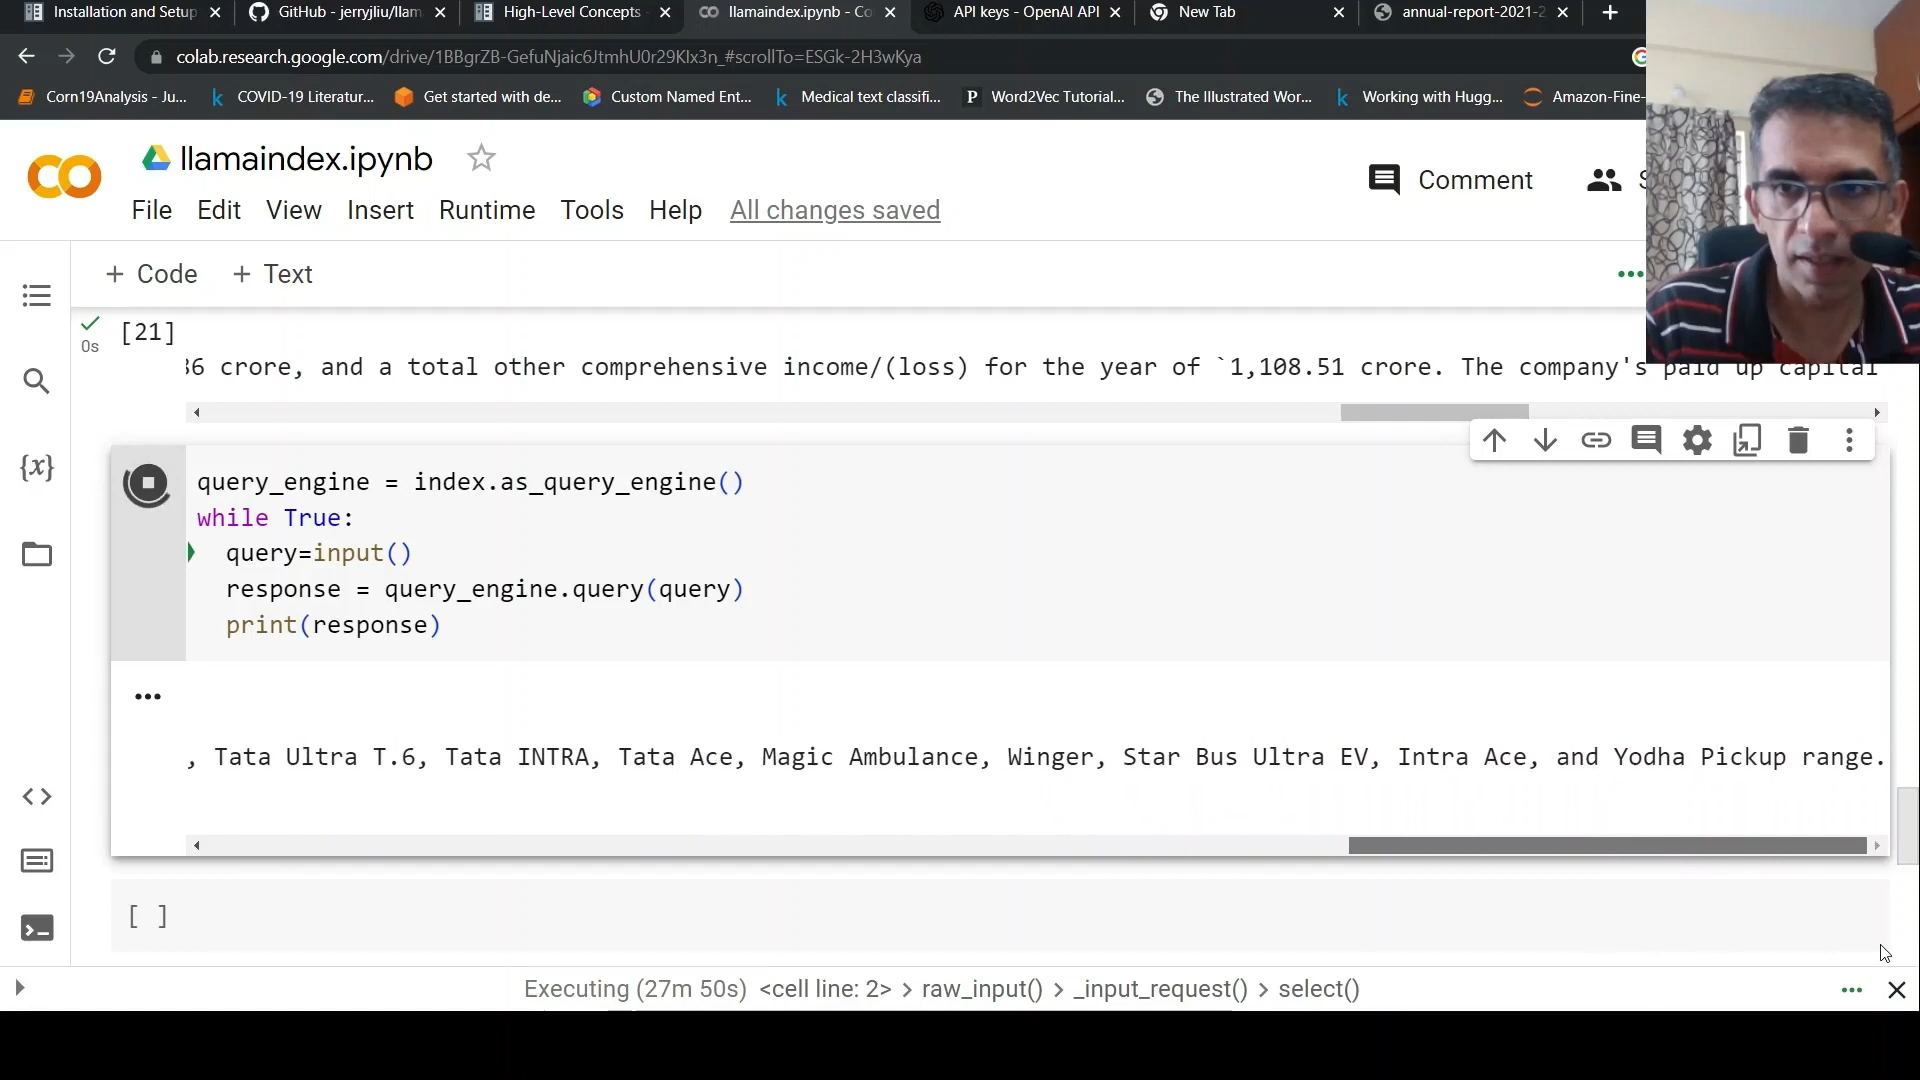 Installation and Setup
GitHub - jerryjliu/llam
High-Level Concepts
llamaindex.ipynb - Co
API keys - OpenAI API
New Tab
annual-report-2021-2
colab.research.google.com/drive/1BBgrZB-GefuNjaic6JtmhU0r29KIx3n_#scrollTo=ESGk-2H3wKya
Corn19Analysis - Ju...
COVID-19 Literatur...
Get started with de...
Custom Named Ent...
Medical text classifi...
Word2Vec Tutorial...
The Illustrated Wor...
Working with Hugg...
Amazon-Fine-
llamaindex.ipynb
Comment
File Edit View Insert Runtime Tools Help All changes saved
+ Code + Text
[21]
0s
36 crore, and a total other comprehensive income/(loss) for the year of `1,108.51 crore. The company's paid up capital
query_engine = index.as_query_engine()
while True:
query=input()
response = query_engine.query(query)
print(response)
, Tata Ultra T.6, Tata INTRA, Tata Ace, Magic Ambulance, Winger, Star Bus Ultra EV, Intra Ace, and Yodha Pickup range.
[ ]
Executing (27m 50s) <cell line: 2> > raw_input() > _input_request() > select()